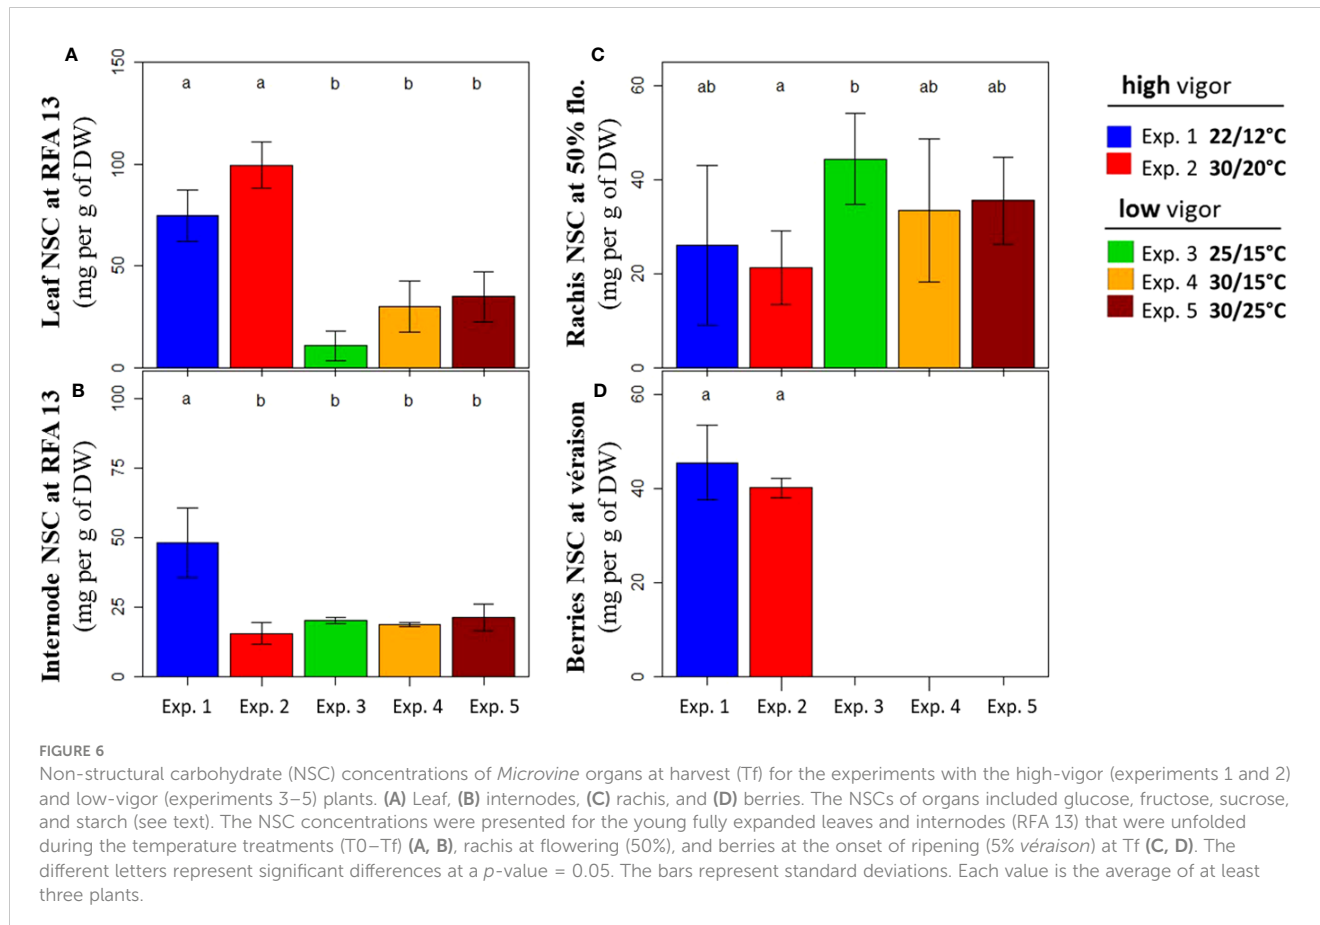 A
Leaf NSC at RFA 13
(mg per g of DW)
150
100
50
0
a a b b b
B
Internode NSC at RFA 13
(mg per g of DW)
100
75
50
25
0
a b b b b
Exp. 1 Exp. 2 Exp. 3 Exp. 4 Exp. 5
C
Rachis NSC at 50% flo.
(mg per g of DW)
60
40
20
0
ab a b ab ab
D
Berries NSC at véraison
(mg per g of DW)
60
40
20
0
a a
Exp. 1 Exp. 2 Exp. 3 Exp. 4 Exp. 5
high vigor
Exp. 1 22/12°C
Exp. 2 30/20°C
low vigor
Exp. 3 25/15°C
Exp. 4 30/15°C
Exp. 5 30/25°C
FIGURE 6
Non-structural carbohydrate (NSC) concentrations of Microvine organs at harvest (Tf) for the experiments with the high-vigor (experiments 1 and 2)
and low-vigor (experiments 3–5) plants. (A) Leaf, (B) internodes, (C) rachis, and (D) berries. The NSCs of organs included glucose, fructose, sucrose,
and starch (see text). The NSC concentrations were presented for the young fully expanded leaves and internodes (RFA 13) that were unfolded
during the temperature treatments (T0–Tf) (A, B), rachis at flowering (50%), and berries at the onset of ripening (5% véraison) at Tf (C, D). The
different letters represent significant differences at a p-value = 0.05. The bars represent standard deviations. Each value is the average of at least
three plants.